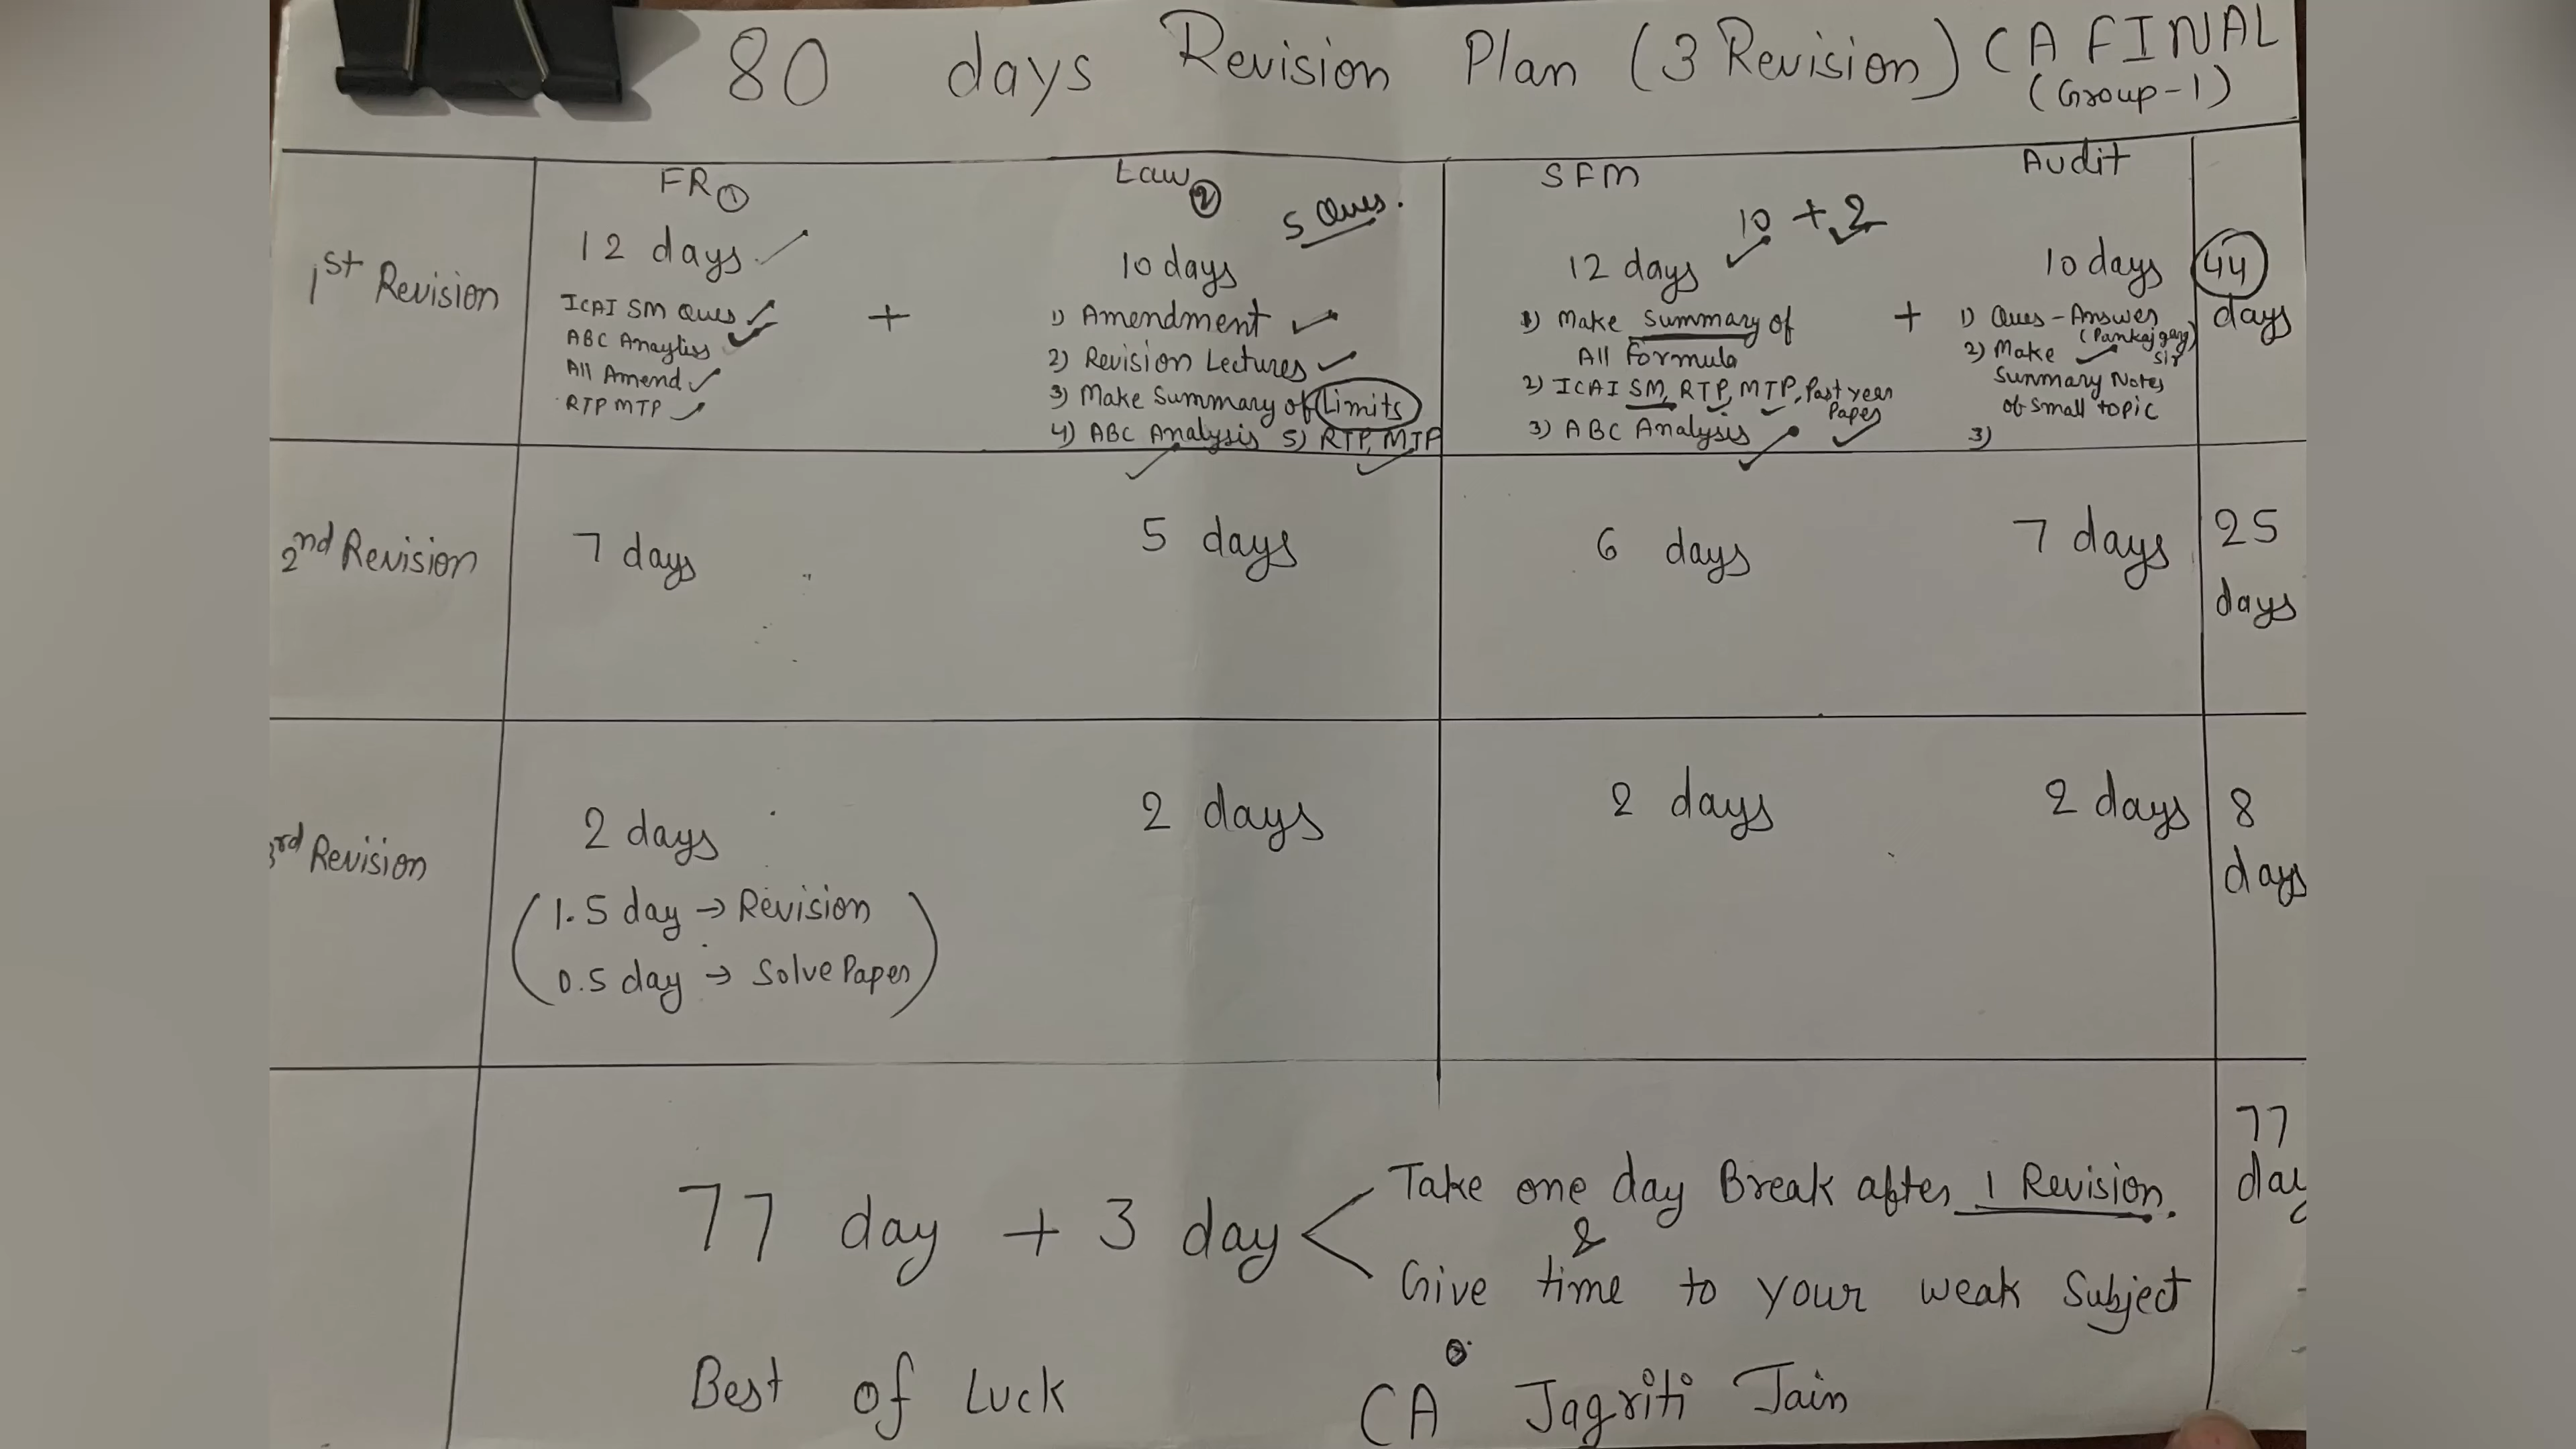 80 days Revision Plan (3 Revision) CA FINAL
(Group-1)
FR ①
Law ②
5 Ques.
SFM
Audit
1st Revision
12 days
ICAI SM Ques
ABC Anaytiss
All Amend
RTP MTP
+
10 days
1) Amendment
2) Revision Lectures
3) Make Summary of Limits
4) ABC Analysis 5) RTP, MTP
10 + 2
12 days
1) Make Summary of
All Formula
2) ICAI SM, RTP, MTP, Past year
Paper
3) ABC Analysis
+
10 days
1) Ques - Answer
(Pankaj garg)
sir
2) Make
Summary Notes
of small topic
3)
44
days
2nd Revision
7 days
5 days
6 days
7 days
25
days
3rd Revision
2 days
(1.5 day → Revision
0.5 day → Solve Paper)
2 days
2 days
2 days
8
days
77 day + 3 day < Take one day Break after 1 Revision.
&
Give time to your weak Subject
77
day
Best of Luck
CA Jagriti Jain